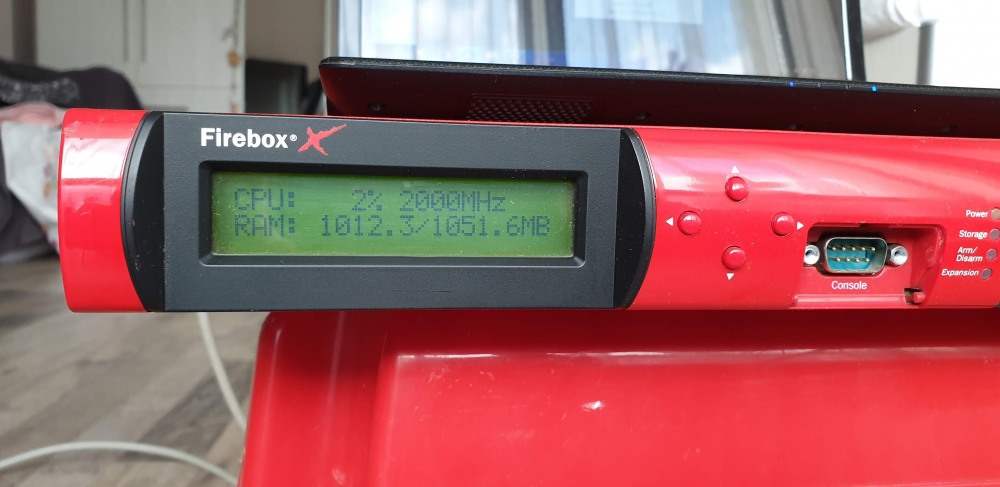 Firebox® X
CPU:   2% 2000MHz
RAM: 1012.3/1051.6MB
Power
Storage
Arm/
Disarm
Expansion
Console